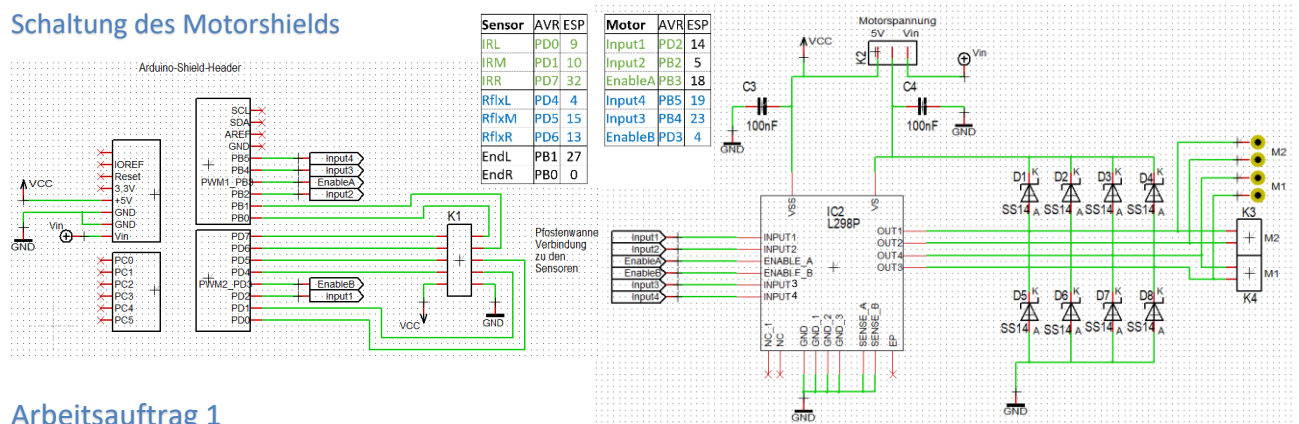 Schaltung des Motorshields
Arduino-Shield-Header
SCL
SDA
AREF
GND
PB5
PB4
PWM1_PB3
PB2
PB1
PB0
Input4
Input3
EnableA
Input2
IOREF
Reset
3,3V
+5V
GND
GND
Vin
VCC
GND
Vin
PC0
PC1
PC2
PC3
PC4
PC5
PD7
PD6
PD5
PD4
PWM2_PD3
PD2
PD1
PD0
EnableB
Input1
K1
VCC
GND
Pfostenwanne
Verbindung
zu den
Sensoren
Sensor AVR ESP
IRL PD0 9
IRM PD1 10
IRR PD7 32
RflxL PD4 4
RflxM PD5 15
RflxR PD6 13
EndL PB1 27
EndR PB0 0
Motor AVR ESP
Input1 PD2 14
Input2 PB2 5
EnableA PB3 18
Input4 PB5 19
Input3 PB4 23
EnableB PD3 4
Motorspannung
5V Vin
K2
VCC
Vin
C3
100nF
GND
C4
100nF
GND
Input1
Input2
EnableA
EnableB
Input3
Input4
IC2
L298P
VSS
VS
INPUT1
INPUT2
ENABLE_A
ENABLE_B
INPUT3
INPUT4
OUT1
OUT2
OUT4
OUT3
NC_1
NC
GND
GND_1
GND_2
GND_3
SENSE_A
SENSE_B
EP
GND
D1 K
SS14 A
D2 K
SS14 A
D3 K
SS14 A
D4 K
SS14 A
D5 K
SS14 A
D6 K
SS14 A
D7 K
SS14 A
D8 K
SS14 A
GND
M2
M1
K3
M2
M1
K4
Arbeitsauftrag 1